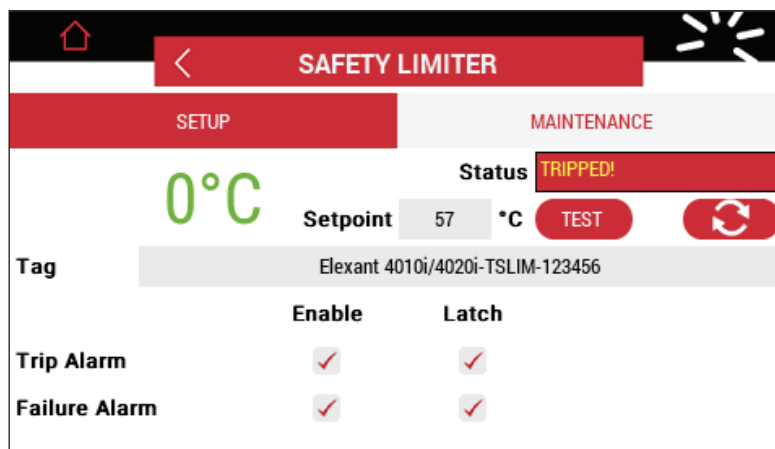 SAFETY LIMITER
SETUP MAINTENANCE
Status TRIPPED!
0°C
Setpoint 57 °C TEST
Tag Elexant 4010i/4020i-TSLIM-123456
Enable Latch
Trip Alarm
Failure Alarm